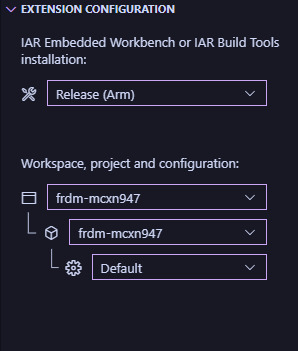 EXTENSION CONFIGURATION
IAR Embedded Workbench or IAR Build Tools
installation:
Release (Arm)
Workspace, project and configuration:
frdm-mcxn947
frdm-mcxn947
Default